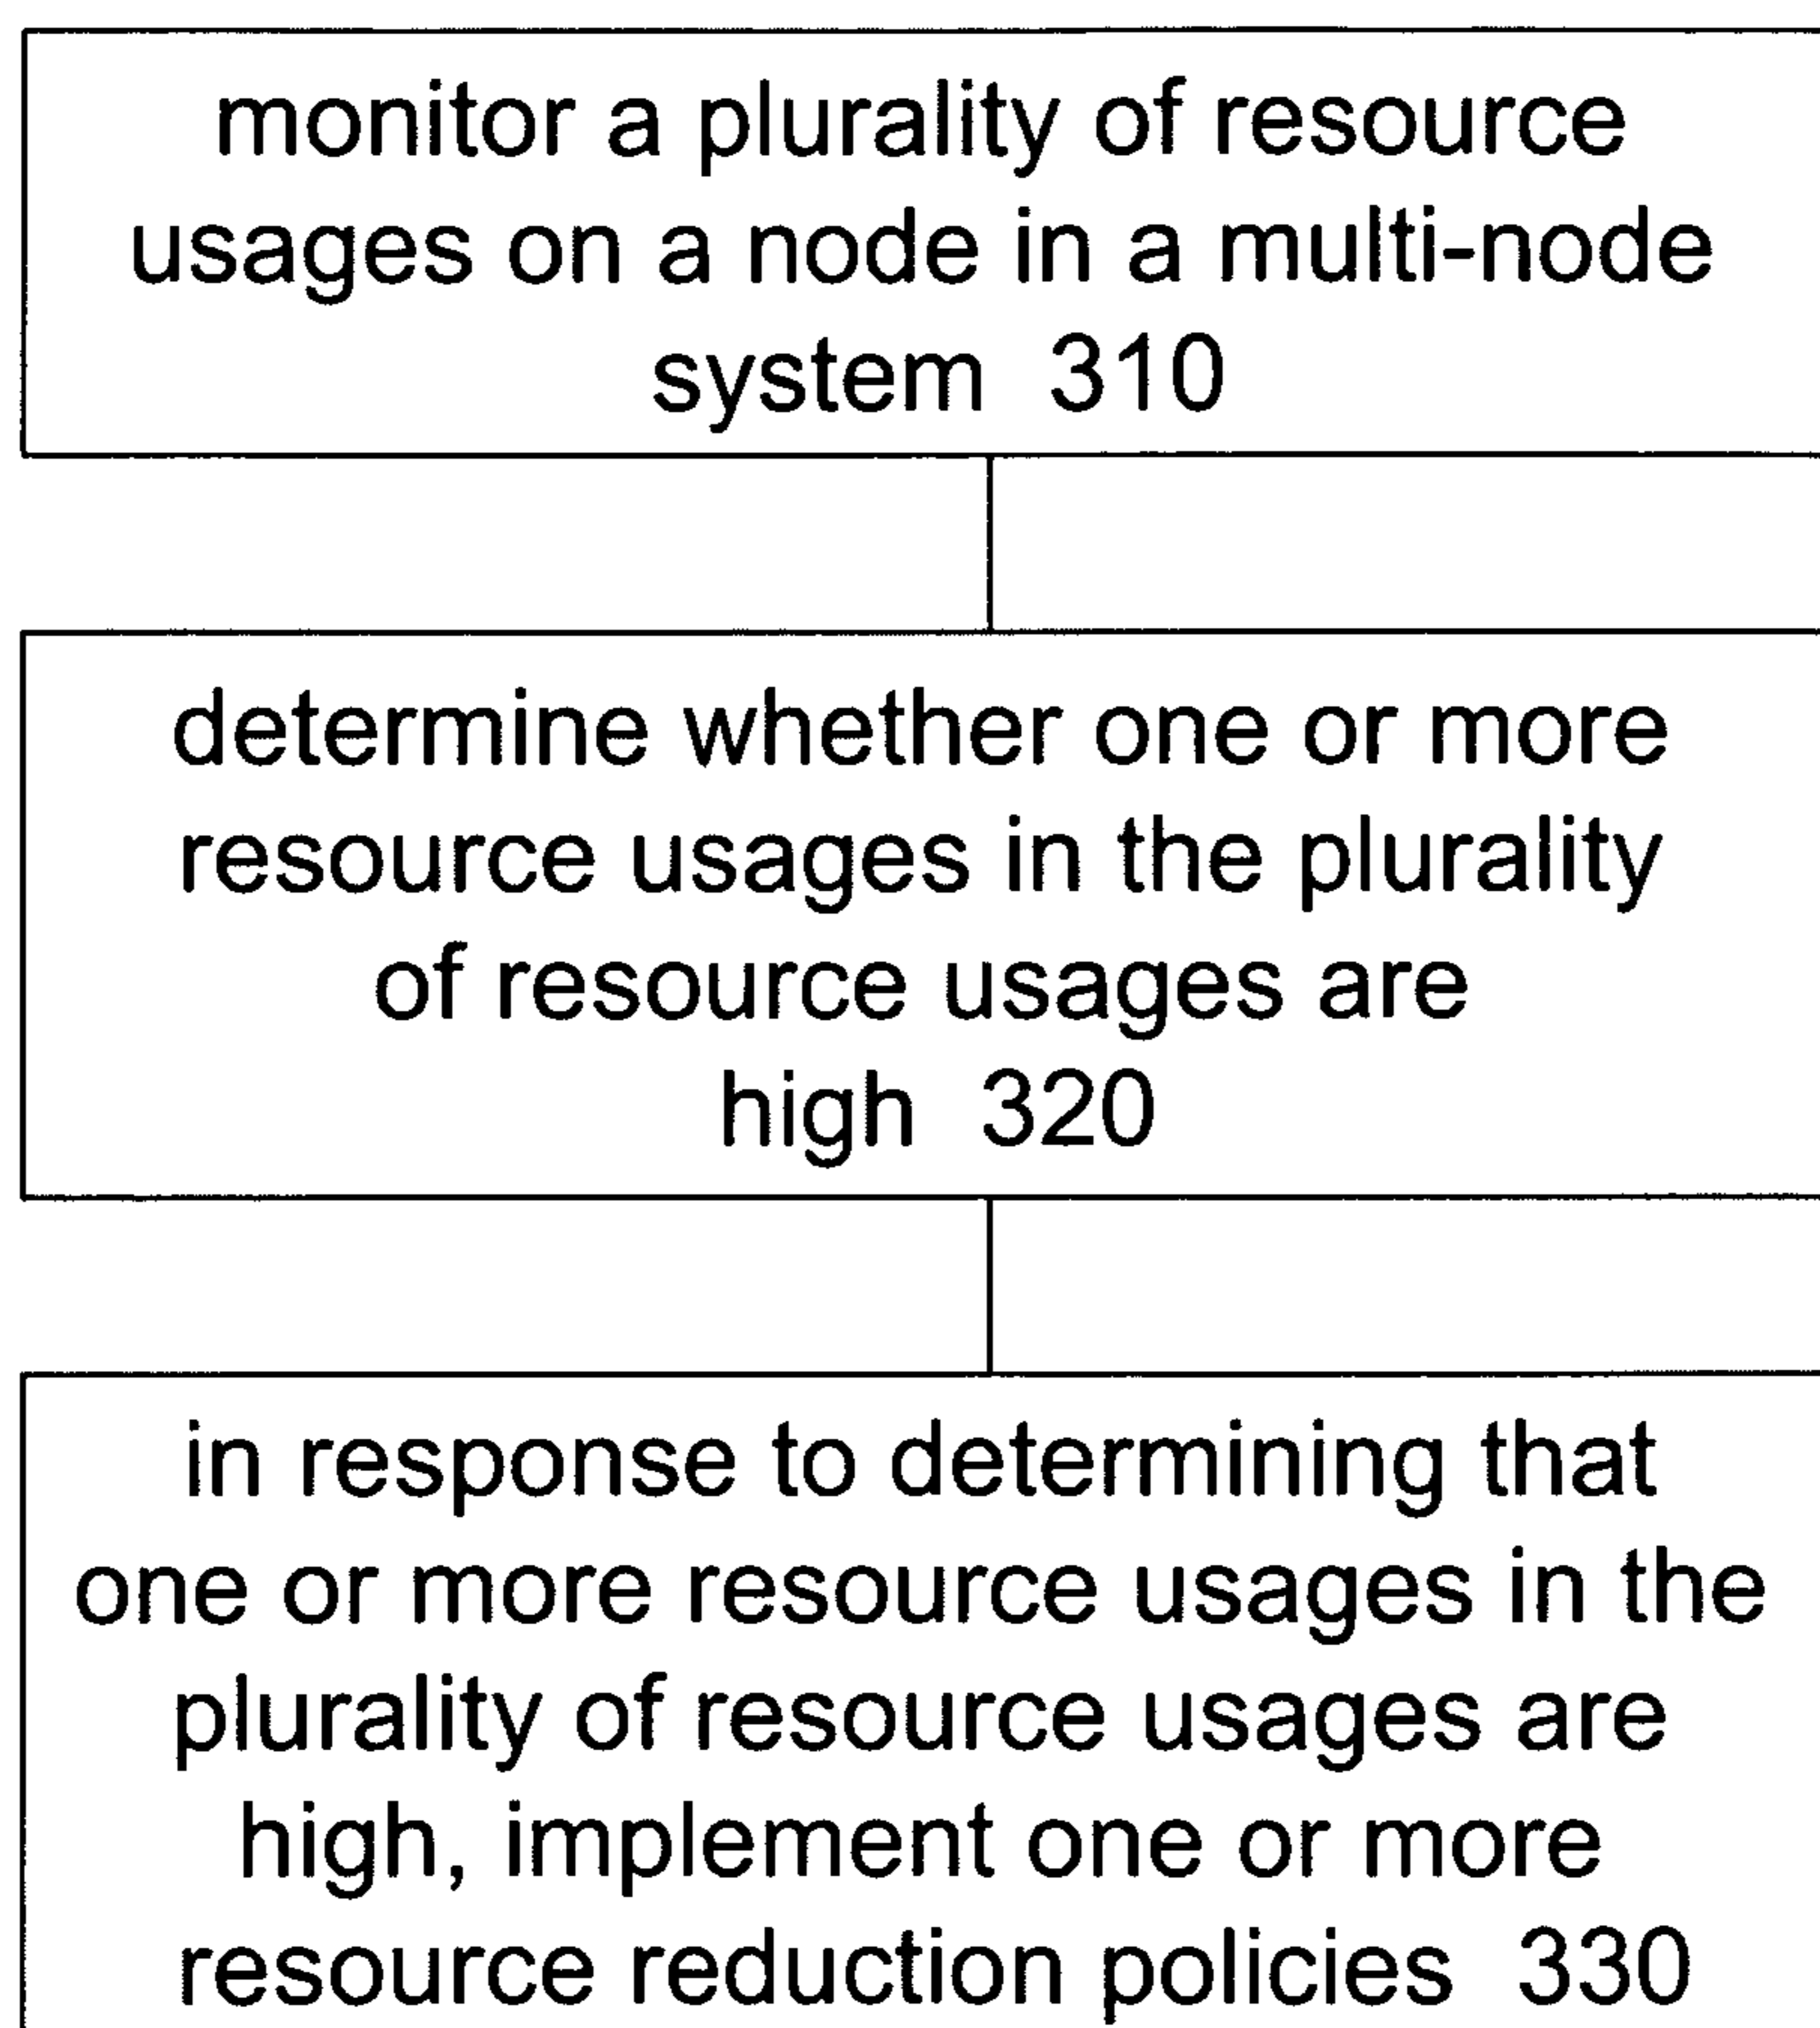 monitor a plurality of resource
usages on a node in a multi-node
system 310
determine whether one or more
resource usages in the plurality
of resource usages are
high 320
in response to determining that
one or more resource usages in the
plurality of resource usages are
high, implement one or more
resource reduction policies 330